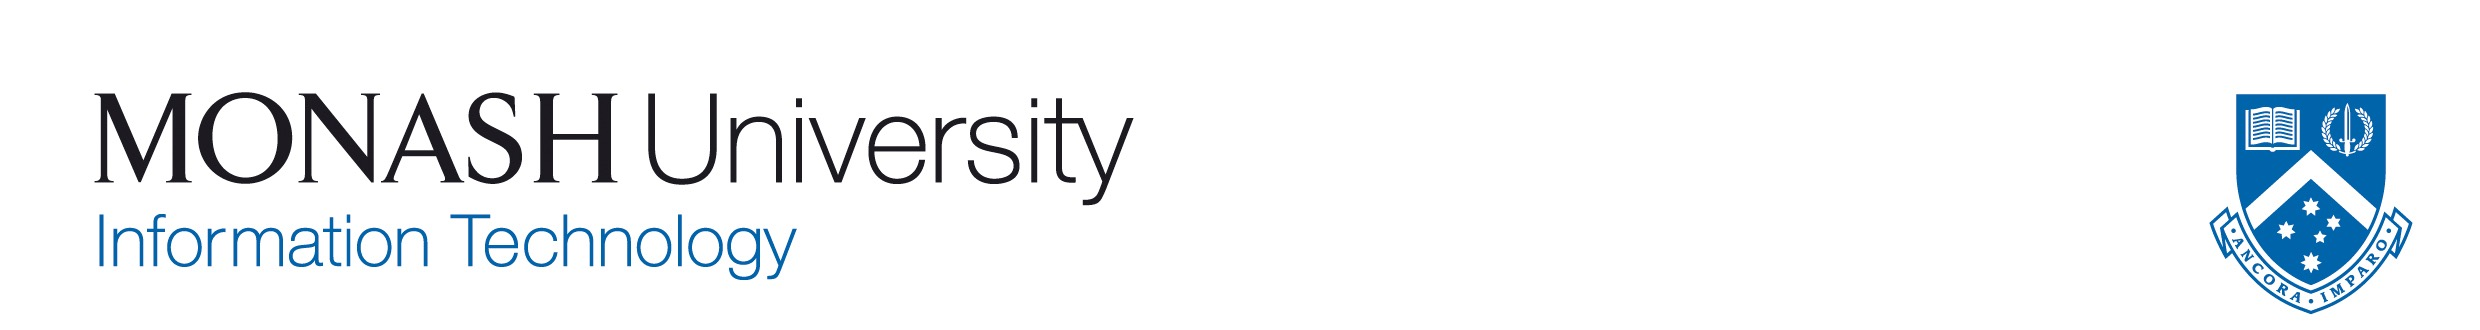 MONASH University
Information Technology
ANCORA IMPARO